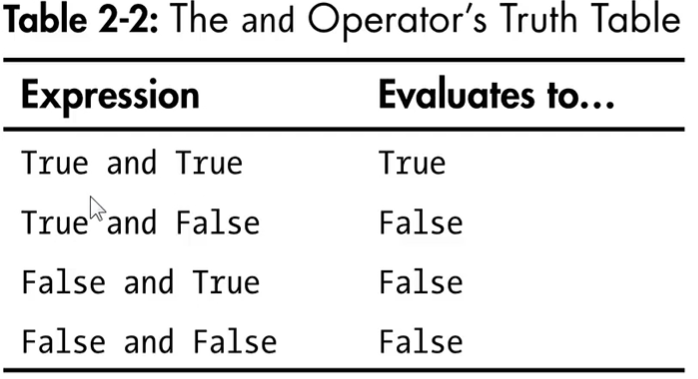 Table 2-2: The and Operator's Truth Table
Expression Evaluates to...
True and True True
True and False False
False and True False
False and False False